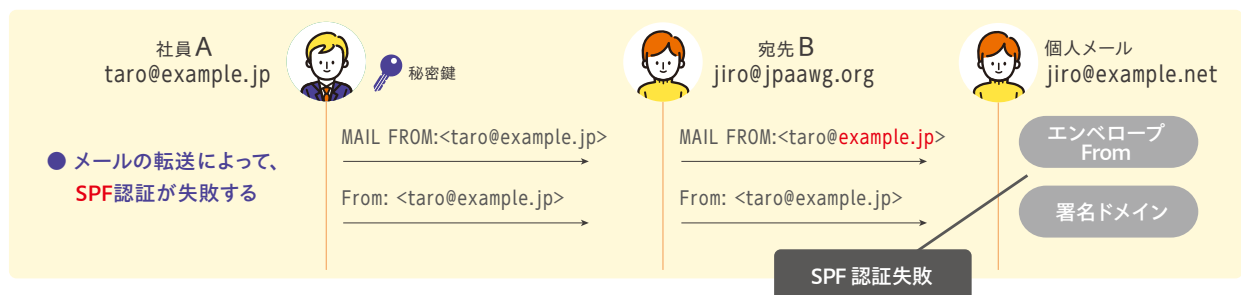 社員A
taro@example.jp
秘密鍵
宛先B
jiro@jpaawg.org
個人メール
jiro@example.net
● メールの転送によって、
SPF認証が失敗する
MAIL FROM:<taro@example.jp>
From: <taro@example.jp>
MAIL FROM:<taro@example.jp>
From: <taro@example.jp>
エンベロープ
From
署名ドメイン
SPF 認証失敗